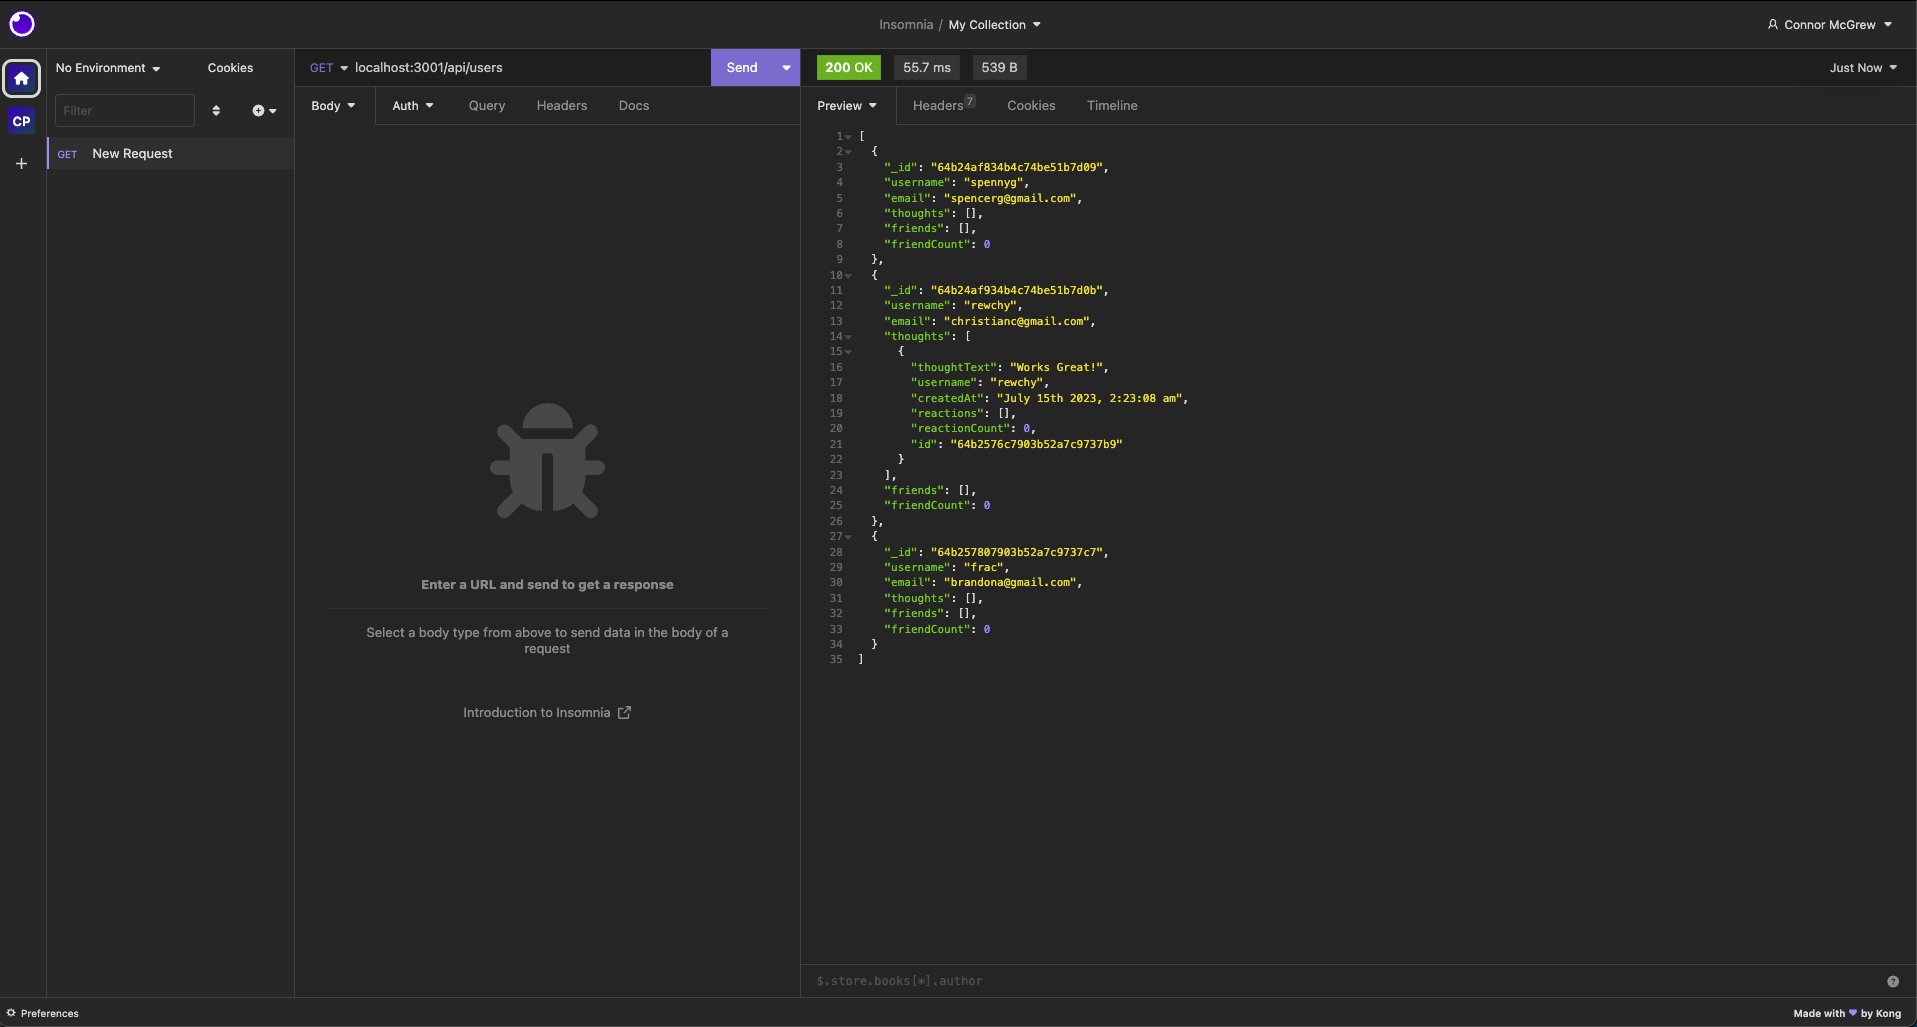 Insomnia / My Collection
Connor McGrew
CP
No Environment
Cookies
Filter
GET New Request
GET localhost:3001/api/users
Send
Body
Auth
Query
Headers
Docs
Enter a URL and send to get a response
Select a body type from above to send data in the body of a
request
Introduction to Insomnia
200 OK
55.7 ms
539 B
Just Now
Preview
Headers 7
Cookies
Timeline
1 [
2 {
3 "_id": "64b24af834b4c74be51b7d09",
4 "username": "spennyg",
5 "email": "spencerg@gmail.com",
6 "thoughts": [],
7 "friends": [],
8 "friendCount": 0
9 },
10 {
11 "_id": "64b24af934b4c74be51b7d0b",
12 "username": "rewchy",
13 "email": "christianc@gmail.com",
14 "thoughts": [
15 {
16 "thoughtText": "Works Great!",
17 "username": "rewchy",
18 "createdAt": "July 15th 2023, 2:23:08 am",
19 "reactions": [],
20 "reactionCount": 0,
21 "id": "64b2576c7903b52a7c9737b9"
22 }
23 ],
24 "friends": [],
25 "friendCount": 0
26 },
27 {
28 "_id": "64b257807903b52a7c9737c7",
29 "username": "frac",
30 "email": "brandona@gmail.com",
31 "thoughts": [],
32 "friends": [],
33 "friendCount": 0
34 }
35 ]
$.store.books[*].author
Preferences
Made with ♥ by Kong